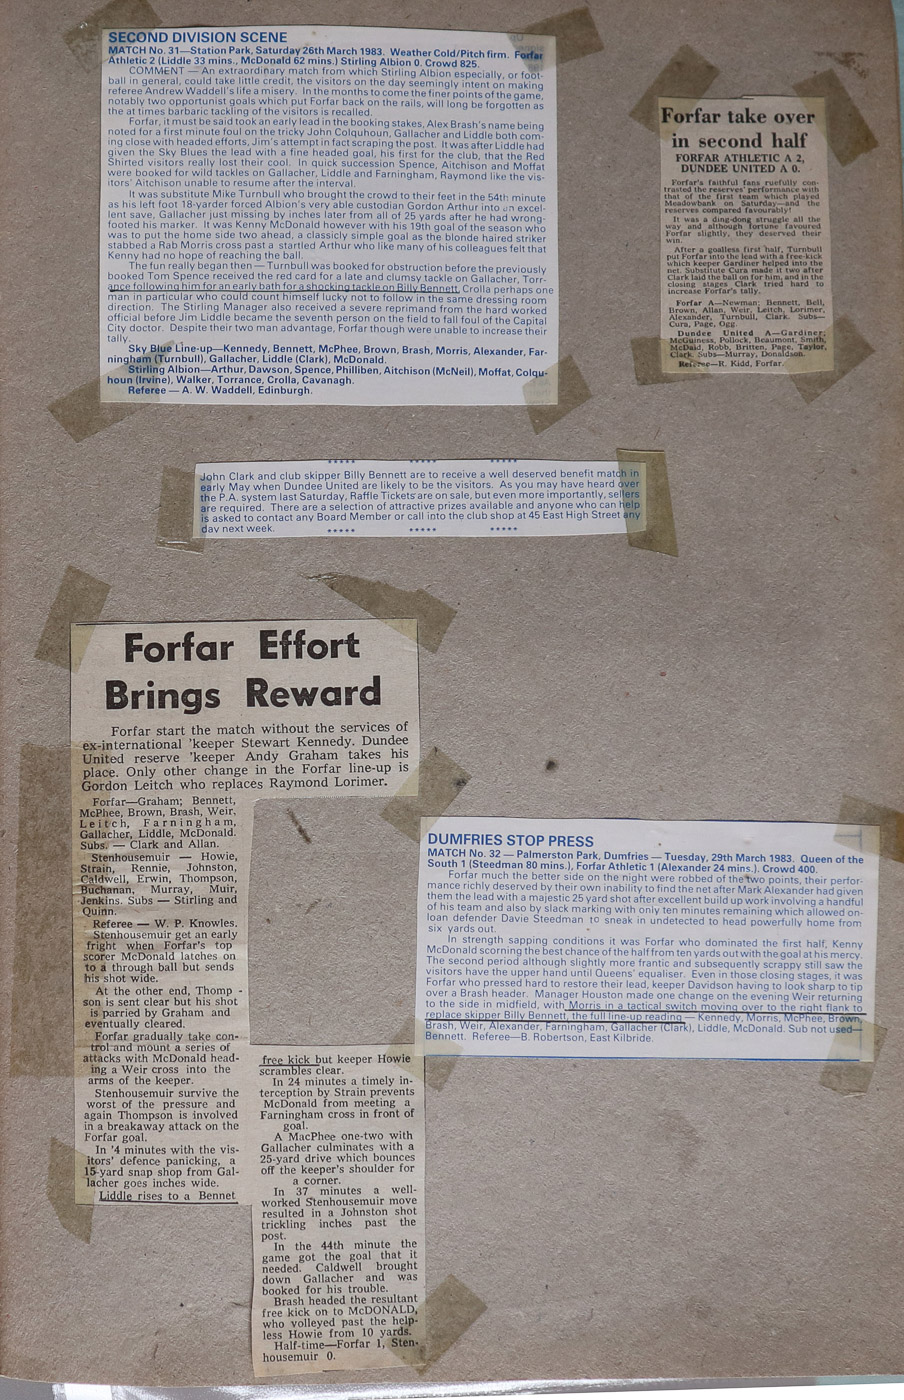 SECOND DIVISION SCENE
MATCH No. 31—Station Park, Saturday 26th March 1983. Weather Cold/Pitch firm. Forfar
Athletic 2 (Liddle 33 mins., McDonald 62 mins.) Stirling Albion 0. Crowd 825.
COMMENT — An extraordinary match from which Stirling Albion especially, or foot-
ball in general, could take little credit, the visitors on the day seemingly intent on making
referee Andrew Waddell's life a misery. In the months to come the finer points of the game,
notably two opportunist goals which put Forfar back on the rails, will long be forgotten as
the at times barbaric tackling of the visitors is recalled.
Forfar, it must be said took an early lead in the booking stakes, Alex Brash's name being
noted for a first minute foul on the tricky John Colquhoun, Gallacher and Liddle both com-
ing close with headed efforts, Jim's attempt in fact scraping the post. It was after Liddle had
given the Sky Blues the lead with a fine headed goal, his first for the club, that the Red
Shirted visitors really lost their cool. In quick succession Spence, Aitchison and Moffat
were booked for wild tackles on Gallacher, Liddle and Farningham, Raymond like the vis-
itors' Aitchison unable to resume after the interval.
It was substitute Mike Turnbull who brought the crowd to their feet in the 54th minute
as his left foot 18-yarder forced Albion's very able custodian Gordon Arthur into an excel-
lent save, Gallacher just missing by inches later from all of 25 yards after he had wrong-
footed his marker. It was Kenny McDonald however with his 19th goal of the season who
was to put the home side two ahead, a classicly simple goal as the blonde haired striker
stabbed a Rab Morris cross past a startled Arthur who like many of his colleagues felt that
Kenny had no hope of reaching the ball.
The fun really began then — Turnbull was booked for obstruction before the previously
booked Tom Spence received the red card for a late and clumsy tackle on Gallacher, Torr-
ance following him for an early bath for a shocking tackle on Billy Bennett, Crolla perhaps one
man in particular who could count himself lucky not to follow in the same dressing room
direction. The Stirling Manager also received a severe reprimand from the hard worked
official before Jim Liddle became the seventh person on the field to fall foul of the Capital
City doctor. Despite their two man advantage, Forfar though were unable to increase their
tally.
Sky Blue Line-up—Kennedy, Bennett, McPhee, Brown, Brash, Morris, Alexander, Far-
ningham (Turnbull), Gallacher, Liddle (Clark), McDonald.
Stirling Albion—Arthur, Dawson, Spence, Philliben, Aitchison (McNeil), Moffat, Colqu-
houn (Irvine), Walker, Torrance, Crolla, Cavanagh.
Referee — A. W. Waddell, Edinburgh.
Forfar take over
in second half
FORFAR ATHLETIC A 2,
DUNDEE UNITED A 0.
Forfar's faithful fans ruefully con-
trasted the reserves' performance with
that of the first team which played
Meadowbank on Saturday—and the
reserves compared favourably!
It was a ding-dong struggle all the
way and although fortune favoured
Forfar slightly, they deserved their
win.
After a goalless first half, Turnbull
put Forfar into the lead with a free-kick
which keeper Gardiner helped into the
net. Substitute Cura made it two after
Clark laid the ball on for him, and in the
closing stages Clark tried hard to
increase Forfar's tally.
Forfar A—Newman; Bennett, Bell,
Brown, Allan, Weir, Leitch, Lorimer,
Alexander, Turnbull, Clark. Subs—
Cura, Page, Ogg.
Dundee United A—Gardiner;
McGuiness, Pollock, Beaumont, Smith,
McDaid, Robb, Britten, Page, Taylor,
Clark. Subs—Murray, Donaldson.
Referee—R. Kidd, Forfar.
***** ***** *****
John Clark and club skipper Billy Bennett are to receive a well deserved benefit match in
early May when Dundee United are likely to be the visitors. As you may have heard over
the P.A. system last Saturday, Raffle Tickets are on sale, but even more importantly, sellers
are required. There are a selection of attractive prizes available and anyone who can help
is asked to contact any Board Member or call into the club shop at 45 East High Street any
day next week.
***** ***** *****
Forfar Effort
Brings Reward
Forfar start the match without the services of
ex-international 'keeper Stewart Kennedy. Dundee
United reserve 'keeper Andy Graham takes his
place. Only other change in the Forfar line-up is
Gordon Leitch who replaces Raymond Lorimer.
Forfar—Graham; Bennett,
McPhee, Brown, Brash, Weir,
Leitch, Farningham,
Gallacher, Liddle, McDonald.
Subs. — Clark and Allan.
Stenhousemuir — Howie,
Strain, Rennie, Johnston,
Caldwell, Erwin, Thompson,
Buchanan, Murray, Muir,
Jenkins. Subs — Stirling and
Quinn.
Referee — W. P. Knowles.
Stenhousemuir get an early
fright when Forfar's top
scorer McDonald latches on
to a through ball but sends
his shot wide.
At the other end, Thomp-
son is sent clear but his shot
is parried by Graham and
eventually cleared.
Forfar gradually take con-
trol and mount a series of
attacks with McDonald head-
ing a Weir cross into the
arms of the keeper.
Stenhousemuir survive the
worst of the pressure and
again Thompson is involved
in a breakaway attack on the
Forfar goal.
In '4 minutes with the vis-
itors' defence panicking, a
15-yard snap shop from Gal-
lacher goes inches wide.
Liddle rises to a Bennet
free kick but keeper Howie
scrambles clear.
In 24 minutes a timely in-
terception by Strain prevents
McDonald from meeting a
Farningham cross in front of
goal.
A MacPhee one-two with
Gallacher culminates with a
25-yard drive which bounces
off the keeper's shoulder for
a corner.
In 37 minutes a well-
worked Stenhousemuir move
resulted in a Johnston shot
trickling inches past the
post.
In the 44th minute the
game got the goal that it
needed. Caldwell brought
down Gallacher and was
booked for his trouble.
Brash headed the resultant
free kick on to McDONALD,
who volleyed past the help-
less Howie from 10 yards.
Half-time—Forfar 1, Sten-
housemuir 0.
DUMFRIES STOP PRESS
MATCH No. 32 — Palmerston Park, Dumfries — Tuesday, 29th March 1983. Queen of the
South 1 (Steedman 80 mins.), Forfar Athletic 1 (Alexander 24 mins.). Crowd 400.
Forfar much the better side on the night were robbed of the two points, their perfor-
mance richly deserved by their own inability to find the net after Mark Alexander had given
them the lead with a majestic 25 yard shot after excellent build up work involving a handful
of his team and also by slack marking with only ten minutes remaining which allowed on-
loan defender Davie Steedman to sneak in undetected to head powerfully home from
six yards out.
In strength sapping conditions it was Forfar who dominated the first half, Kenny
McDonald scorning the best chance of the half from ten yards out with the goal at his mercy.
The second period although slightly more frantic and subsequently scrappy still saw the
visitors have the upper hand until Queens' equaliser. Even in those closing stages, it was
Forfar who pressed hard to restore their lead, keeper Davidson having to look sharp to tip
over a Brash header. Manager Houston made one change on the evening Weir returning
to the side in midfield, with Morris in a tactical switch moving over to the right flank to
replace skipper Billy Bennett, the full line-up reading — Kennedy, Morris, McPhee, Brown,
Brash, Weir, Alexander, Farningham, Gallacher (Clark), Liddle, McDonald. Sub not used—
Bennett. Referee—B. Robertson, East Kilbride.